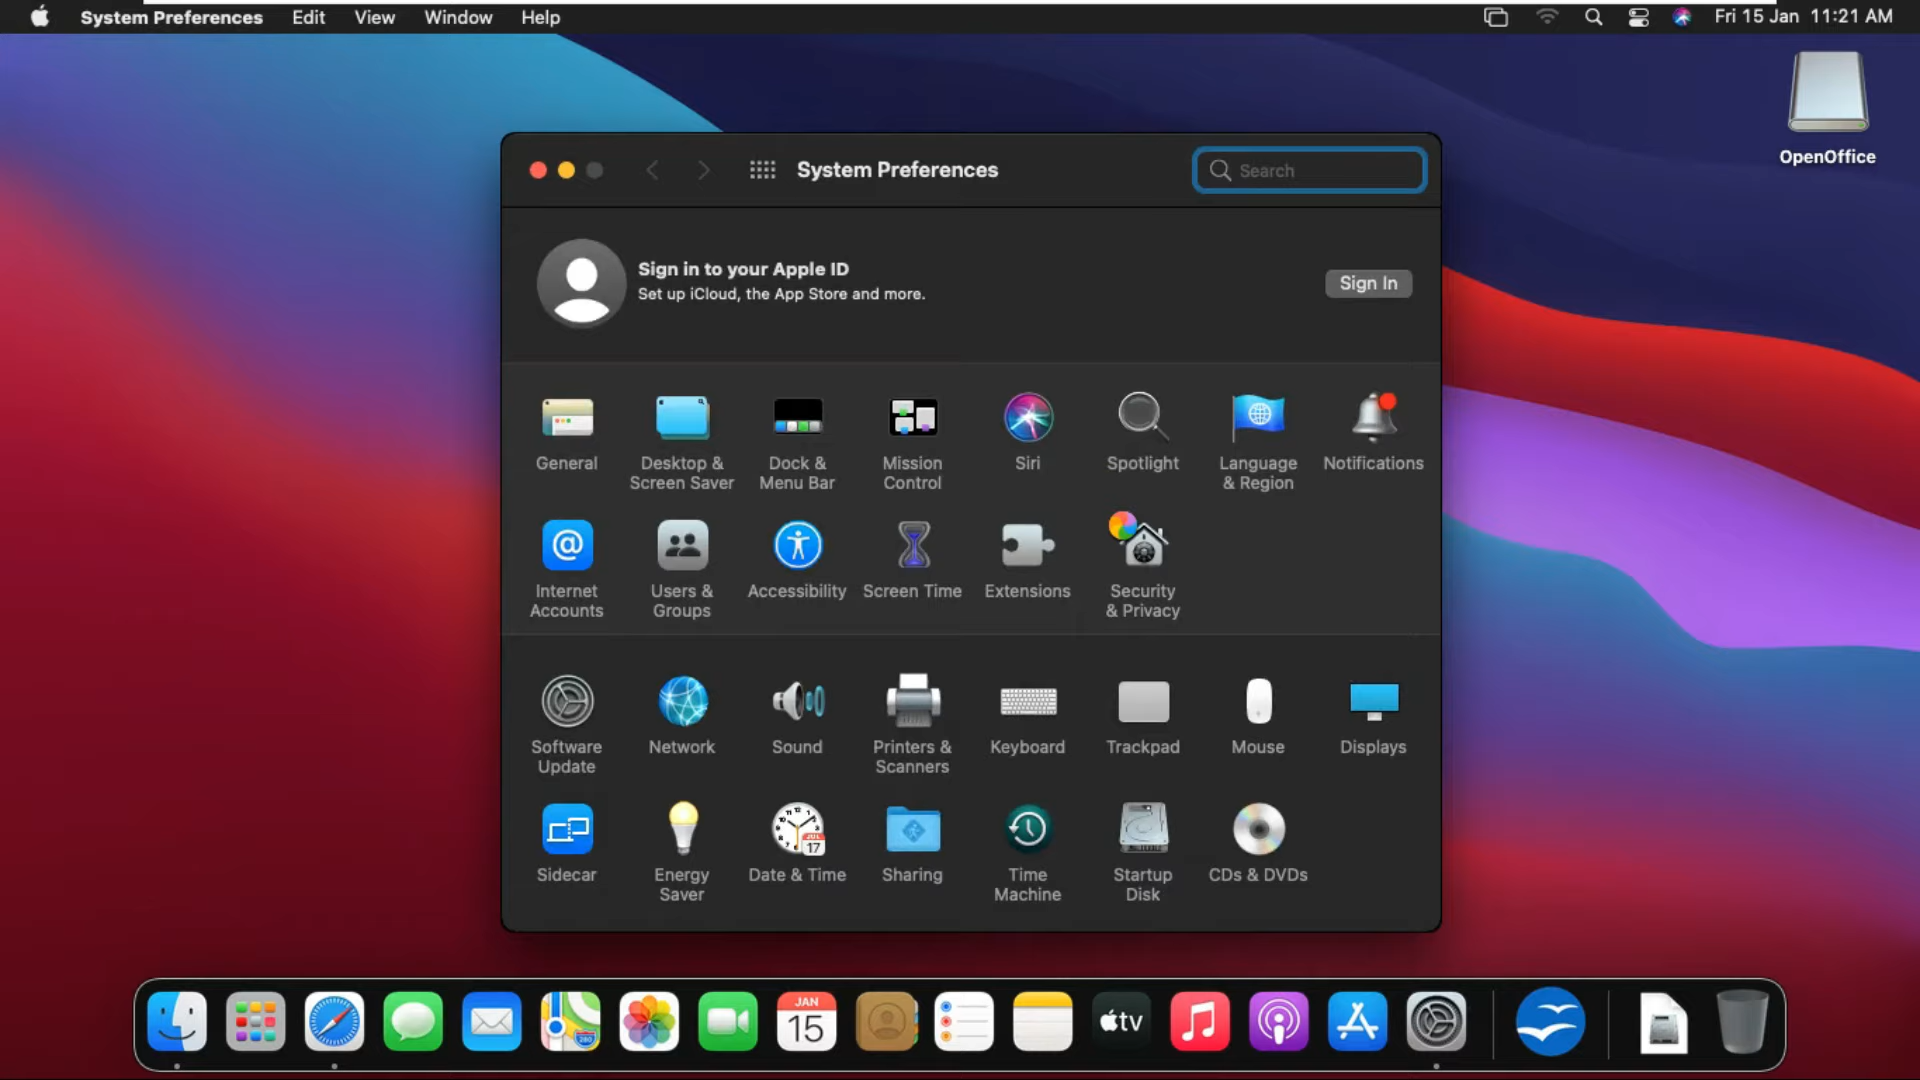 System Preferences Edit View Window Help Fri 15 Jan 11:21 AM
OpenOffice
System Preferences
Search
Sign in to your Apple ID
Set up iCloud, the App Store and more.
Sign In
General
Desktop &
Screen Saver
Dock &
Menu Bar
Mission
Control
Siri
Spotlight
Language
& Region
Notifications
Internet
Accounts
Users &
Groups
Accessibility
Screen Time
Extensions
Security
& Privacy
Software
Update
Network
Sound
Printers &
Scanners
Keyboard
Trackpad
Mouse
Displays
Sidecar
Energy
Saver
JUL
17
Date & Time
Sharing
Time
Machine
Startup
Disk
CDs & DVDs
280
JAN
15
tv